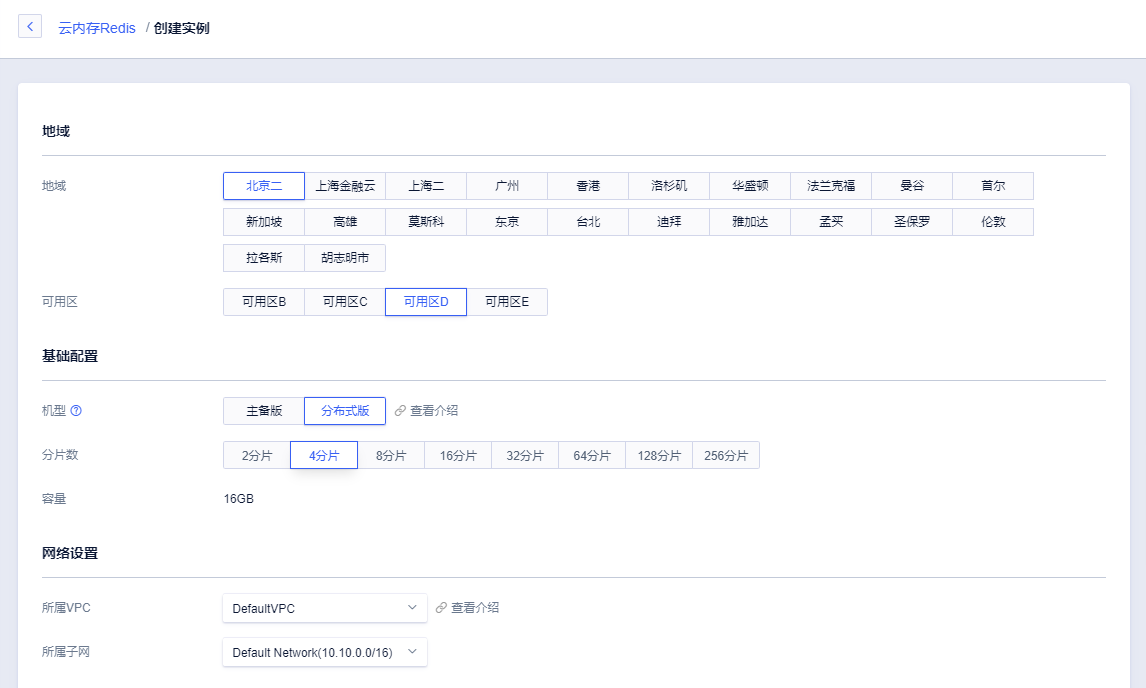 云内存Redis / 创建实例
地域
地域 北京二 上海金融云 上海二 广州 香港 洛杉矶 华盛顿 法兰克福 曼谷 首尔
新加坡 高雄 莫斯科 东京 台北 迪拜 雅加达 孟买 圣保罗 伦敦
拉各斯 胡志明市
可用区 可用区B 可用区C 可用区D 可用区E
基础配置
机型 主备版 分布式版 查看介绍
分片数 2分片 4分片 8分片 16分片 32分片 64分片 128分片 256分片
容量 16GB
网络设置
所属VPC DefaultVPC 查看介绍
所属子网 Default Network(10.10.0.0/16)